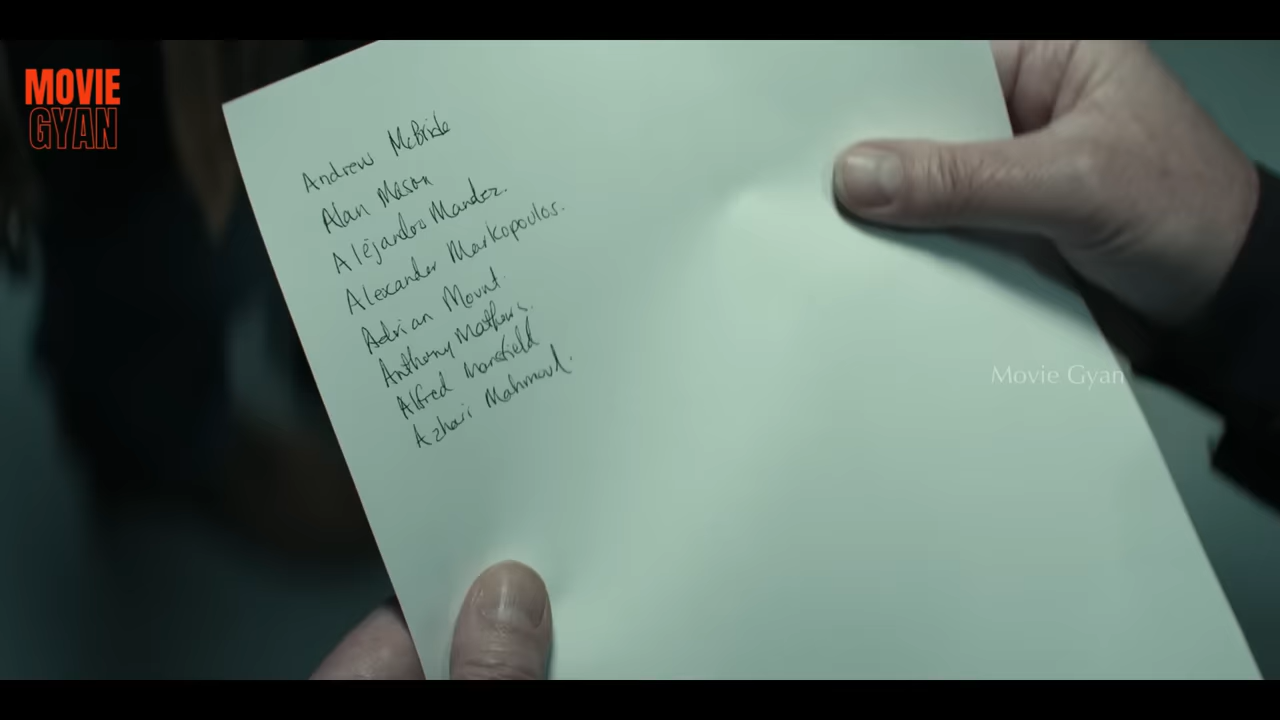 MOVIE
GYAN
Andrew McBride
Alan Mason
Alejandro Mandez.
Alexander Markopoulos.
Adrian Mount.
Anthony Mathers.
Alfred Mansfield
Azhari Mahmoud.
Movie Gyan